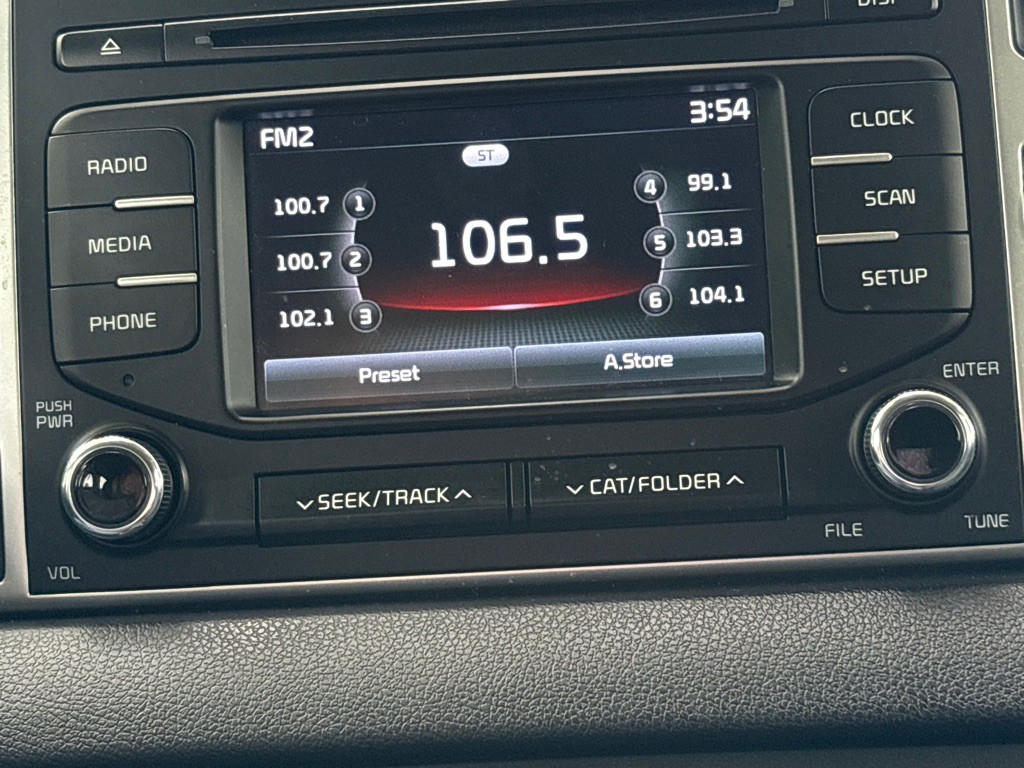 DISP
FM2
3:54
ST
RADIO
MEDIA
PHONE
100.7 1
100.7 2
102.1 3
106.5
4 99.1
5 103.3
6 104.1
Preset
A.Store
CLOCK
SCAN
SETUP
PUSH
PWR
VOL
SEEK/TRACK
CAT/FOLDER
ENTER
FILE
TUNE